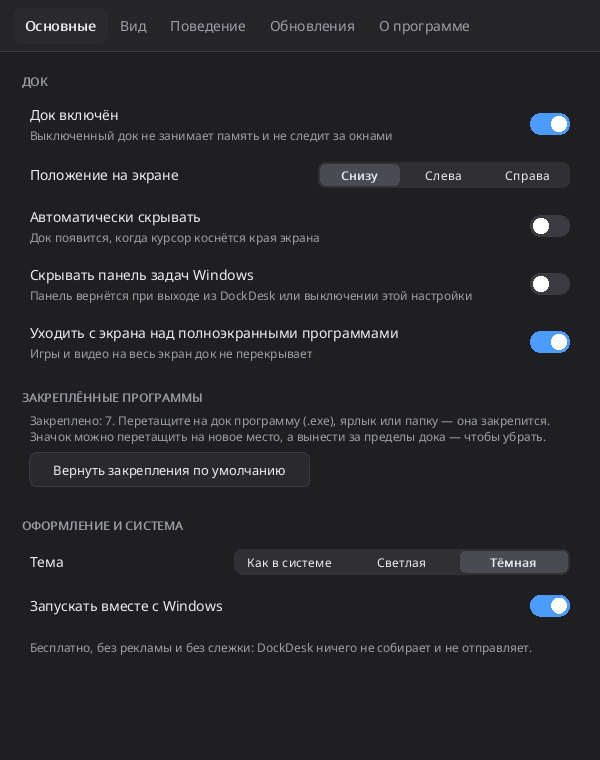 Основные
Вид
Поведение
Обновления
О программе
ДОК
Док включён
Выключенный док не занимает память и не следит за окнами
Положение на экране
Снизу
Слева
Справа
Автоматически скрывать
Док появится, когда курсор коснётся края экрана
Скрывать панель задач Windows
Панель вернётся при выходе из DockDesk или выключении этой настройки
Уходить с экрана над полноэкранными программами
Игры и видео на весь экран док не перекрывает
ЗАКРЕПЛЁННЫЕ ПРОГРАММЫ
Закреплено: 7. Перетащите на док программу (.exe), ярлык или папку — она закрепится.
Значок можно перетащить на новое место, а вынести за пределы дока — чтобы убрать.
Вернуть закрепления по умолчанию
ОФОРМЛЕНИЕ И СИСТЕМА
Тема
Как в системе
Светлая
Тёмная
Запускать вместе с Windows
Бесплатно, без рекламы и без слежки: DockDesk ничего не собирает и не отправляет.